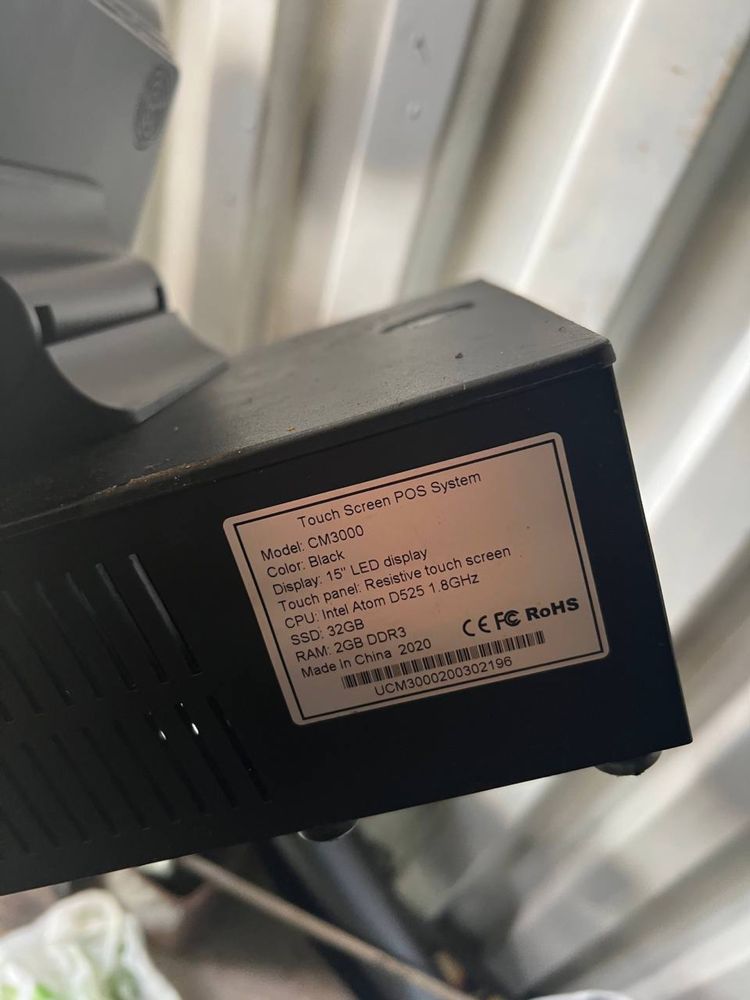 Touch Screen POS System
Model: CM3000
Color: Black
Display: 15" LED display
Touch panel: Resistive touch screen
CPU: Intel Atom D525 1.8GHz
SSD: 32GB
RAM: 2GB DDR3
Made In China 2020
CE FC RoHS
UCM3000200302196